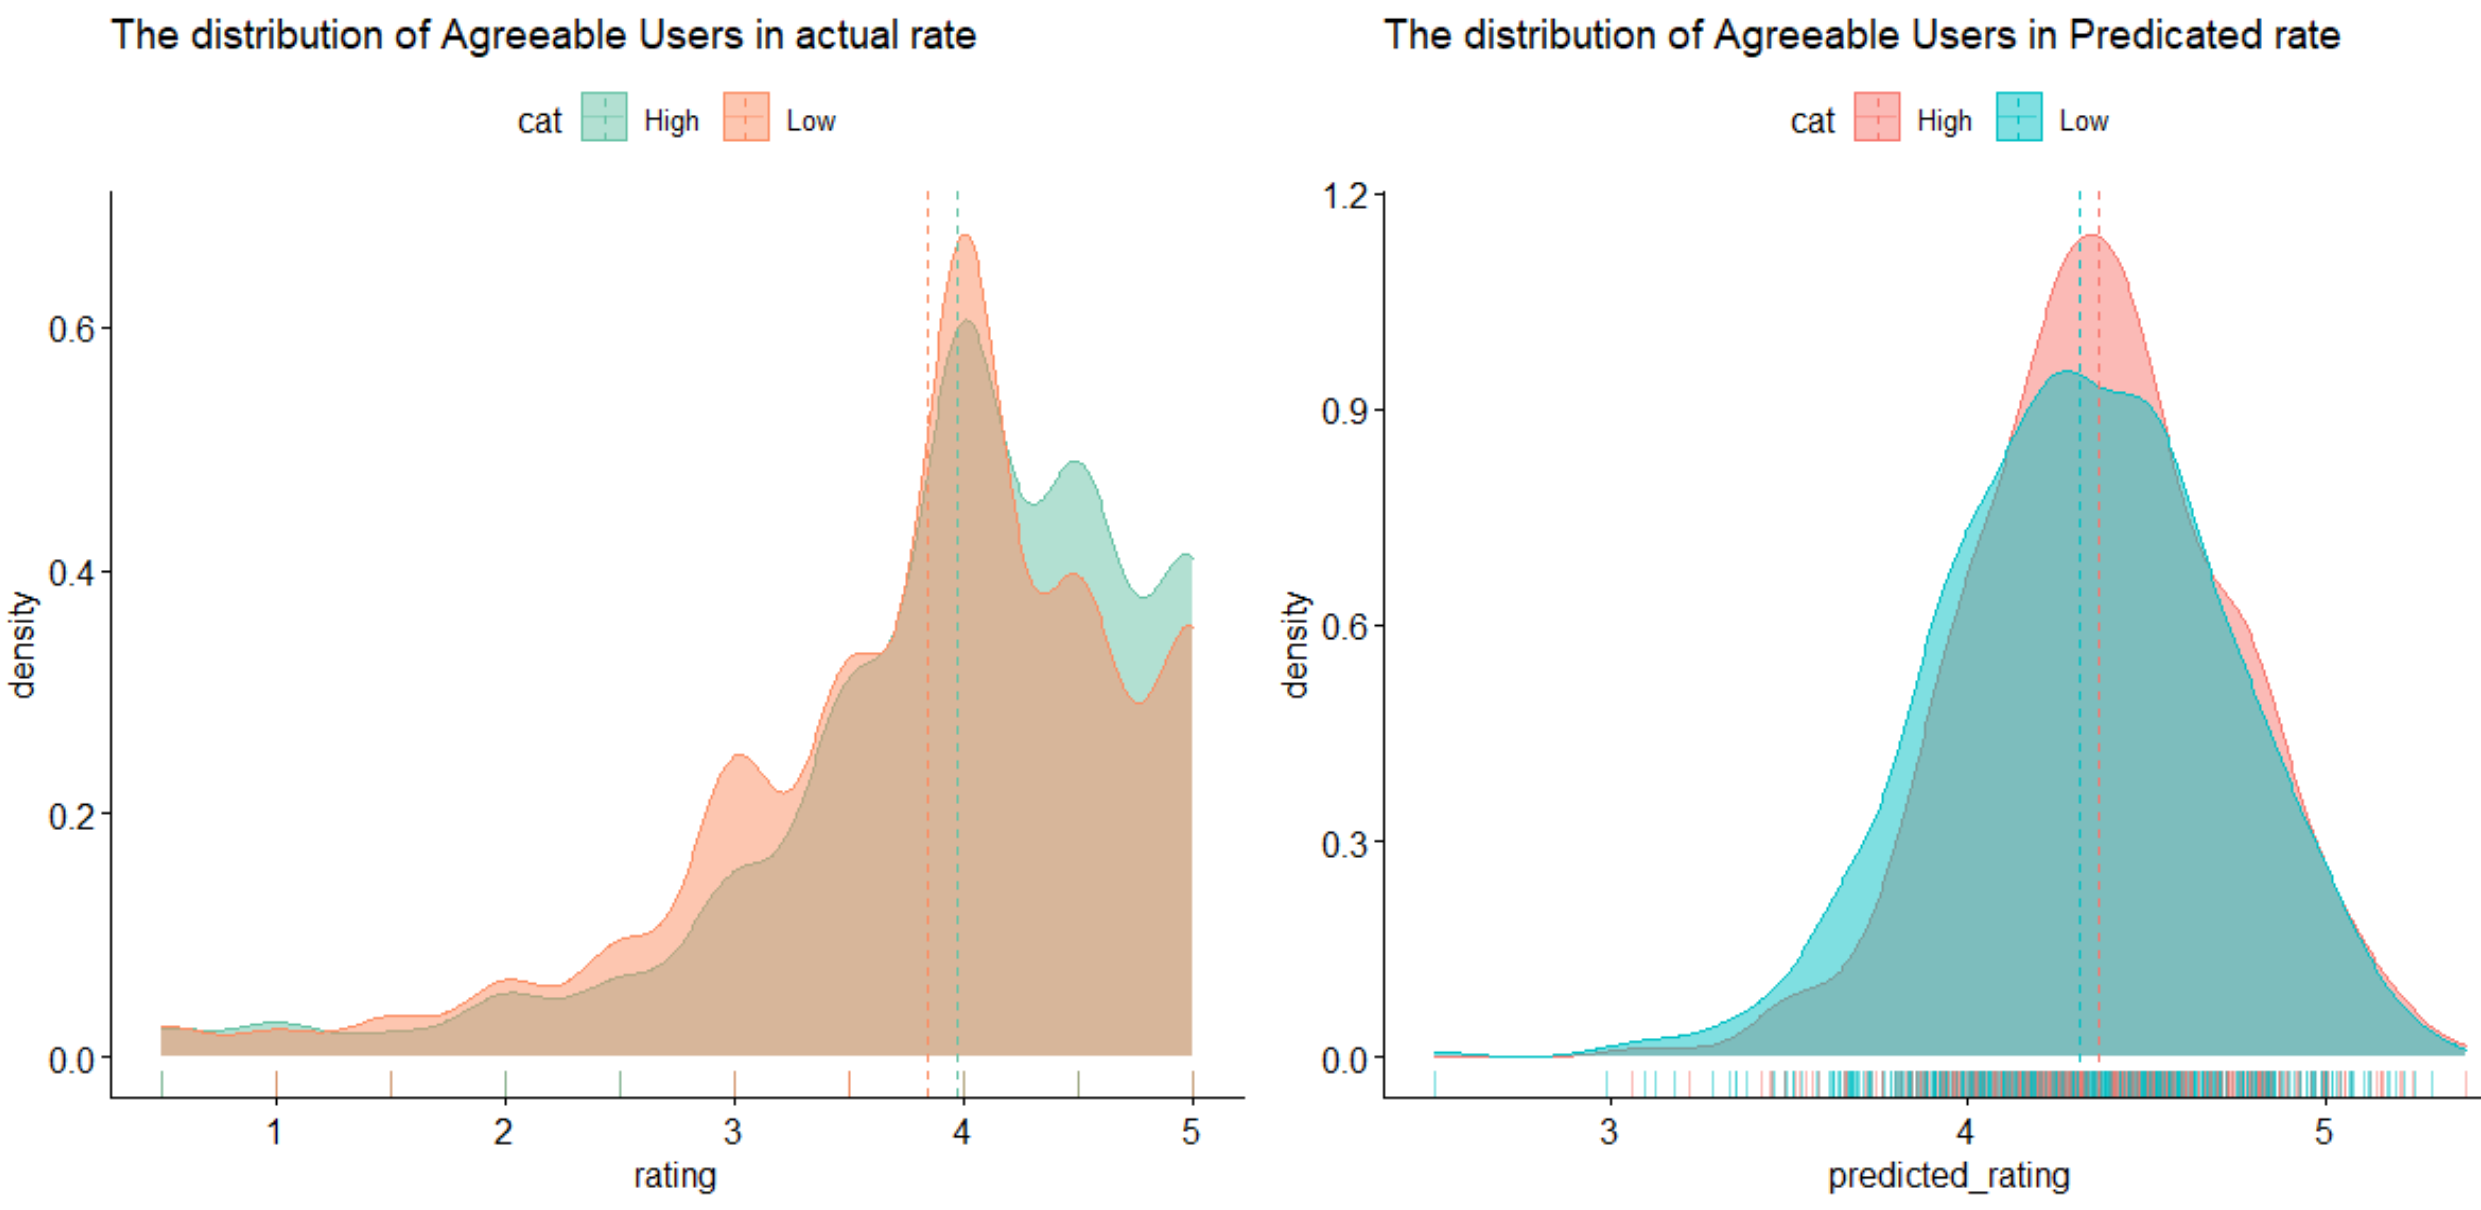 The distribution of Agreeable Users in actual rate
cat High Low
density
0.6
0.4
0.2
0.0
1 2 3 4 5
rating
The distribution of Agreeable Users in Predicated rate
cat High Low
density
1.2
0.9
0.6
0.3
0.0
3 4 5
predicted_rating